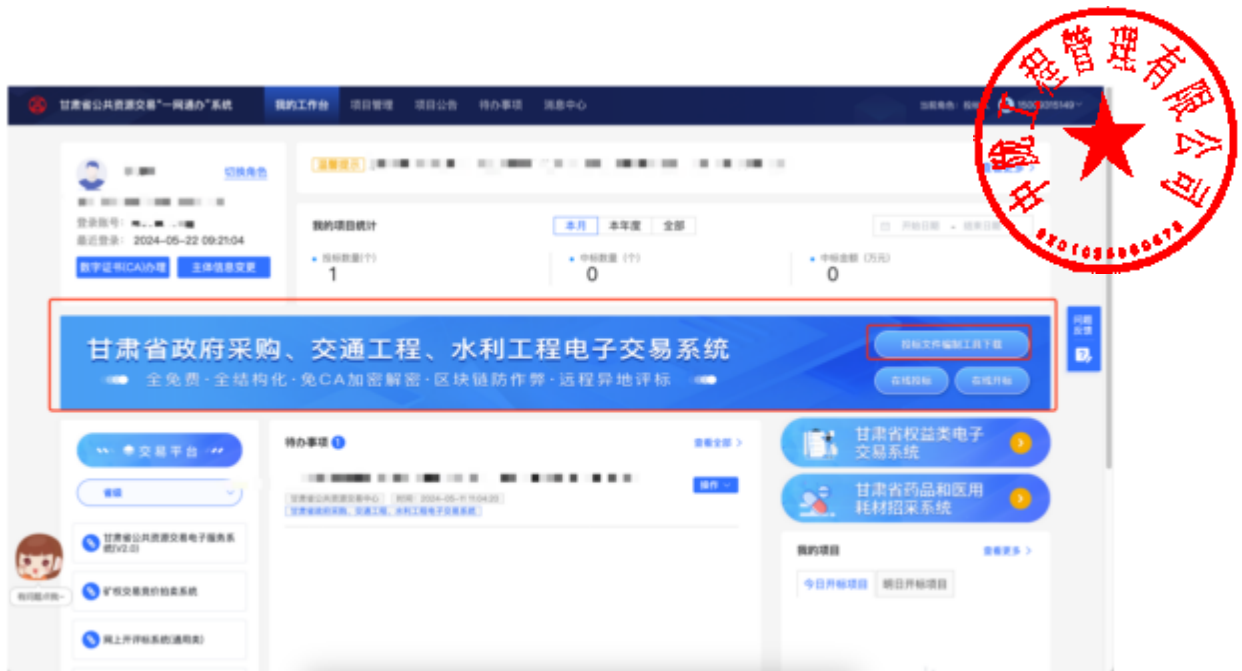 甘肃省公共资源交易"一网通办"系统 我的工作台 项目管理 项目公告 待办事项 消息中心
切换角色
登录账号：
最近登录： 2024-05-22 09:21:04
数字证书(CA)办理 主体信息变更
温馨提示
我的项目统计 本月 本年度 全部 开始日期 - 结束日期
投标数量(个) 中标数量（个） 中标金额（万元）
1 0 0
甘肃省政府采购、交通工程、水利工程电子交易系统
全免费·全结构化·免CA加密解密·区块链防作弊·远程异地评标
投标文件编制工具下载
在线投标 在线开标
问题反馈
交易平台
省级
甘肃省公共资源交易电子服务系统(V2.0)
矿权交易竞价拍卖系统
网上开评标系统(通用类)
待办事项 1 查看全部 >
操作
甘肃省公共资源交易中心 时间：2024-05-11 11:04:20
甘肃省政府采购、交通工程、水利工程电子交易系统
甘肃省权益类电子
交易系统
甘肃省药品和医用
耗材招采系统
我的项目 查看更多 >
今日开标项目 明日开标项目
工程管理有限公司